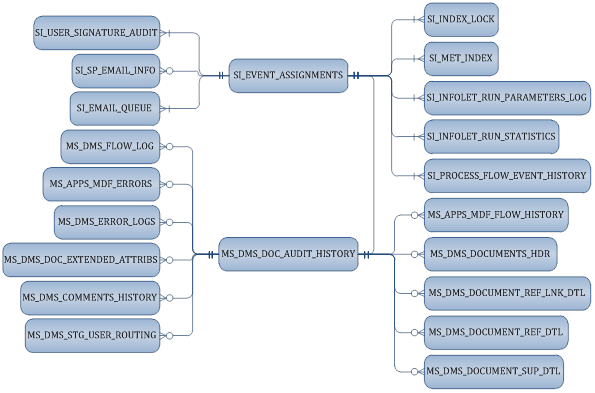 SI_USER_SIGNATURE_AUDIT
SI_SP_EMAIL_INFO
SI_EMAIL_QUEUE
MS_DMS_FLOW_LOG
MS_APPS_MDF_ERRORS
MS_DMS_ERROR_LOGS
MS_DMS_DOC_EXTENDED_ATTRIBS
MS_DMS_COMMENTS_HISTORY
MS_DMS_STG_USER_ROUTING
SI_EVENT_ASSIGNMENTS
MS_DMS_DOC_AUDIT_HISTORY
SI_INDEX_LOCK
SI_MET_INDEX
SI_INFOLET_RUN_PARAMETERS_LOG
SI_INFOLET_RUN_STATISTICS
SI_PROCESS_FLOW_EVENT_HISTORY
MS_APPS_MDF_FLOW_HISTORY
MS_DMS_DOCUMENTS_HDR
MS_DMS_DOCUMENT_REF_LNK_DTL
MS_DMS_DOCUMENT_REF_DTL
MS_DMS_DOCUMENT_SUP_DTL